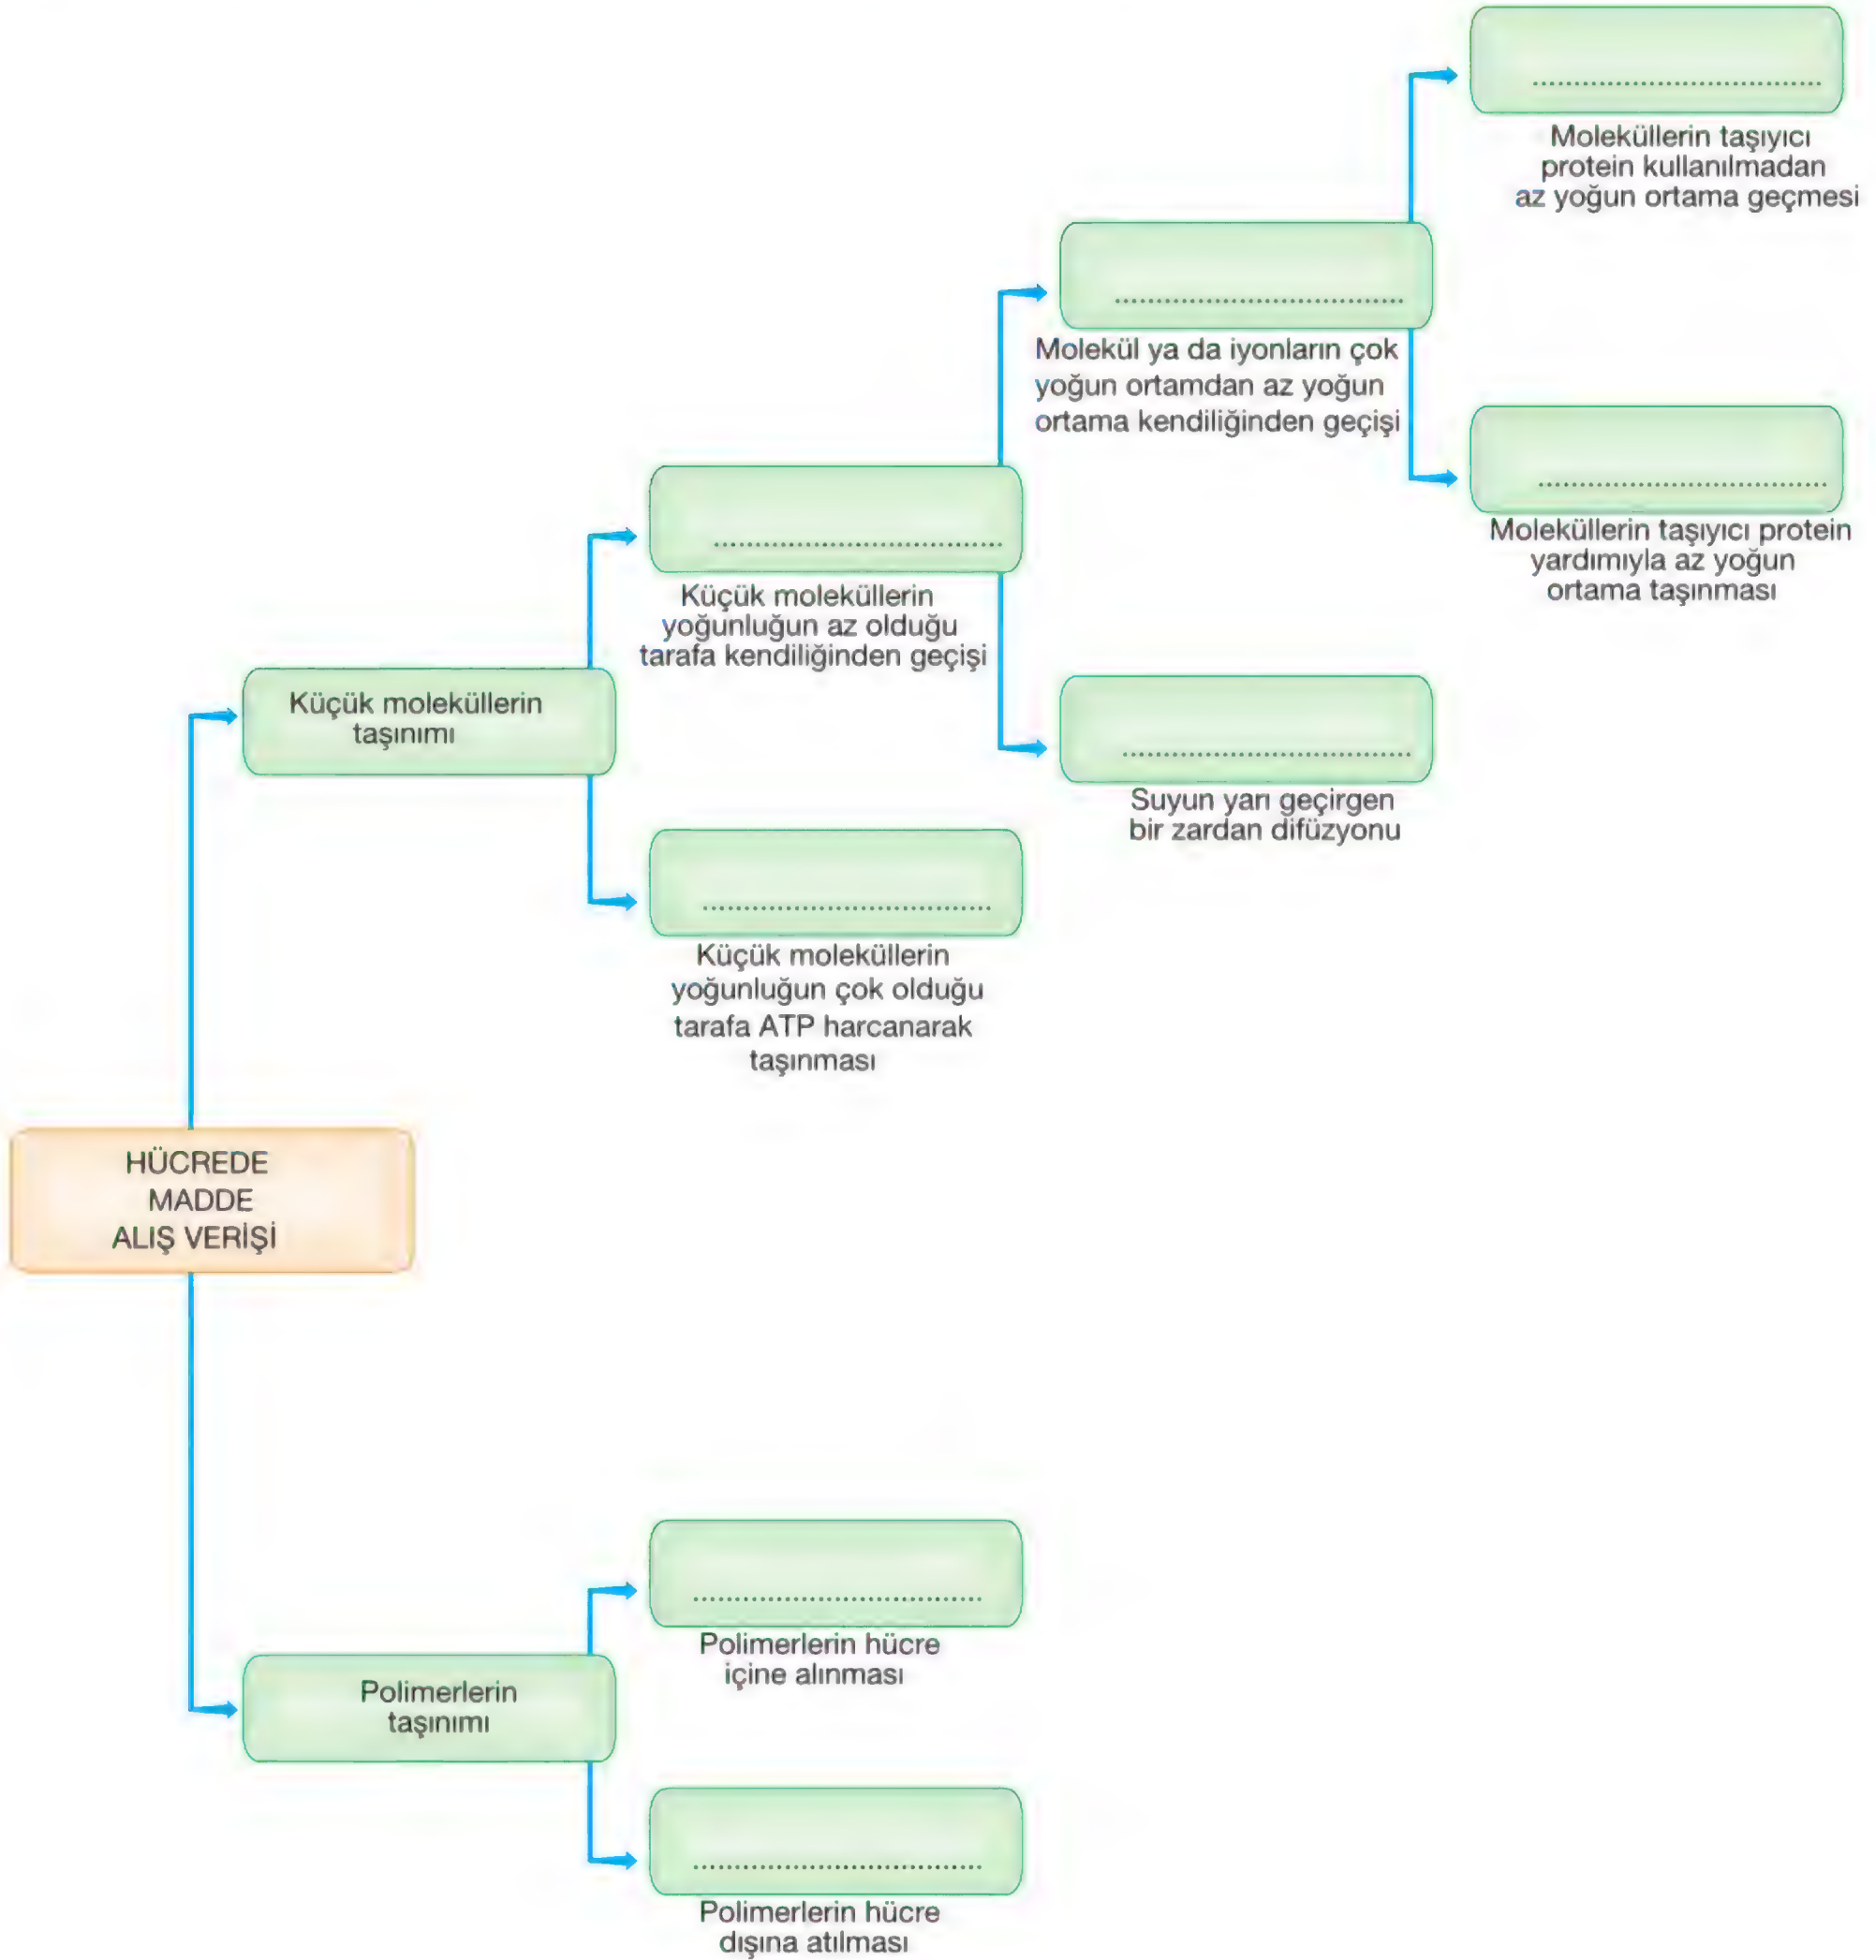 Moleküllerin taşıyıcı
protein kullanılmadan
az yoğun ortama geçmesi
Molekül ya da iyonların çok
yoğun ortamdan az yoğun
ortama kendiliğinden geçişi
Moleküllerin taşıyıcı protein
yardımıyla az yoğun
ortama taşınması
Küçük moleküllerin
yoğunluğun az olduğu
tarafa kendiliğinden geçişi
Küçük moleküllerin
taşınımı
Suyun yarı geçirgen
bir zardan difüzyonu
Küçük moleküllerin
yoğunluğun çok olduğu
tarafa ATP harcanarak
taşınması
HÜCREDE
MADDE
ALIŞ VERİŞİ
Polimerlerin hücre
içine alınması
Polimerlerin
taşınımı
Polimerlerin hücre
dışına atılması